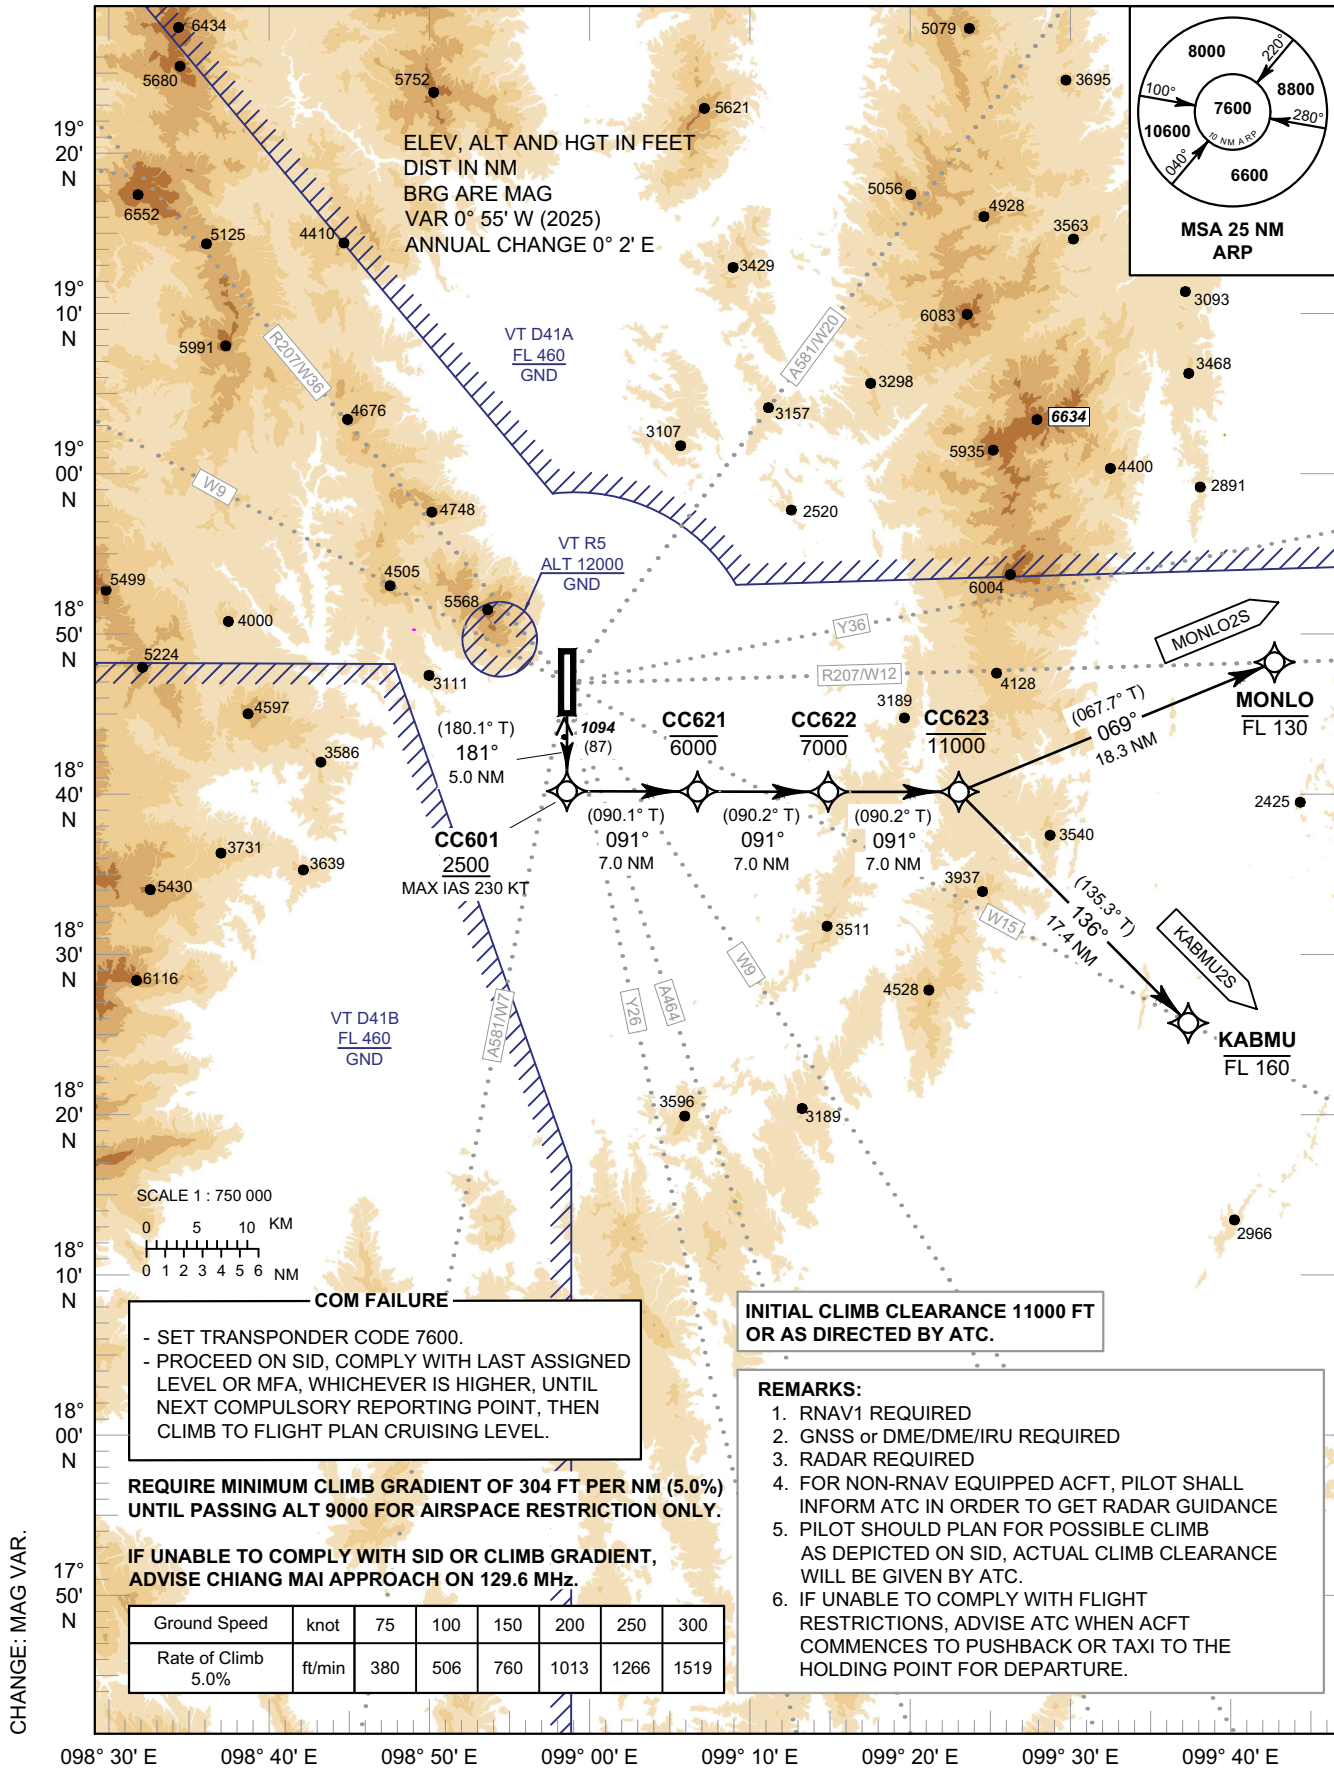 6434
5680
5752
5621
5079
3695
8000
220°
100°
7600
8800
280°
10 NM ARP
10600
040°
6600
MSA 25 NM
ARP
19°
20'
N
ELEV, ALT AND HGT IN FEET
DIST IN NM
BRG ARE MAG
VAR 0° 55' W (2025)
ANNUAL CHANGE 0° 2' E
6552
5125
4410
5056
4928
3563
3429
3093
19°
10'
N
5991
R207/W36
VT D41A
FL 460
GND
A581/W20
6083
3468
3298
4676
3157
6634
3107
5935
4400
19°
00'
N
W9
2891
4748
2520
VT R5
ALT 12000
GND
5499
4505
5568
6004
4000
18°
50'
N
Y36
MONLO2S
5224
3111
R207/W12
4128
MONLO
FL 130
4597
3189
(180.1° T)
181°
5.0 NM
1094
(87)
CC621
6000
CC622
7000
CC623
11000
(067.7° T)
069°
18.3 NM
3586
18°
40'
N
2425
CC601
2500
MAX IAS 230 KT
(090.1° T)
091°
7.0 NM
(090.2° T)
091°
7.0 NM
(090.2° T)
091°
7.0 NM
3540
3731
3639
5430
3937
(135.3° T)
136°
17.4 NM
W15
KABMU2S
18°
30'
N
3511
6116
W9
4528
A581/W7
Y26
A464
VT D41B
FL 460
GND
KABMU
FL 160
18°
20'
N
3596
3189
SCALE 1 : 750 000
0 5 10 KM
0 1 2 3 4 5 6 NM
2966
18°
10'
N
COM FAILURE
- SET TRANSPONDER CODE 7600.
- PROCEED ON SID, COMPLY WITH LAST ASSIGNED
LEVEL OR MFA, WHICHEVER IS HIGHER, UNTIL
NEXT COMPULSORY REPORTING POINT, THEN
CLIMB TO FLIGHT PLAN CRUISING LEVEL.
INITIAL CLIMB CLEARANCE 11000 FT
OR AS DIRECTED BY ATC.
18°
00'
N
REQUIRE MINIMUM CLIMB GRADIENT OF 304 FT PER NM (5.0%)
UNTIL PASSING ALT 9000 FOR AIRSPACE RESTRICTION ONLY.
IF UNABLE TO COMPLY WITH SID OR CLIMB GRADIENT,
ADVISE CHIANG MAI APPROACH ON 129.6 MHz.
17°
50'
N
Ground Speed knot 75 100 150 200 250 300
Rate of Climb
5.0% ft/min 380 506 760 1013 1266 1519
REMARKS:
1. RNAV1 REQUIRED
2. GNSS or DME/DME/IRU REQUIRED
3. RADAR REQUIRED
4. FOR NON-RNAV EQUIPPED ACFT, PILOT SHALL
INFORM ATC IN ORDER TO GET RADAR GUIDANCE
5. PILOT SHOULD PLAN FOR POSSIBLE CLIMB
AS DEPICTED ON SID, ACTUAL CLIMB CLEARANCE
WILL BE GIVEN BY ATC.
6. IF UNABLE TO COMPLY WITH FLIGHT
RESTRICTIONS, ADVISE ATC WHEN ACFT
COMMENCES TO PUSHBACK OR TAXI TO THE
HOLDING POINT FOR DEPARTURE.
CHANGE: MAG VAR.
098° 30' E 098° 40' E 098° 50' E 099° 00' E 099° 10' E 099° 20' E 099° 30' E 099° 40' E